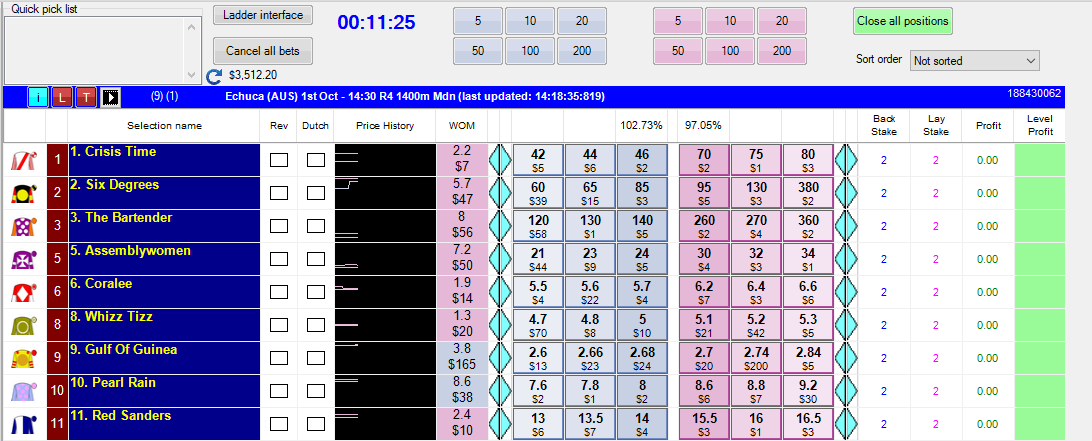 Quick pick list
Ladder interface
Cancel all bets
$3,512.20
00:11:25
5 10 20
50 100 200
5 10 20
50 100 200
Close all positions
Sort order Not sorted
i L T (9) (1) Echuca (AUS) 1st Oct - 14:30 R4 1400m Mdn (last updated: 14:18:35:819) 188430062
Selection name Rev Dutch Price History WOM 102.73% 97.05% Back Stake Lay Stake Profit Level Profit
1 1. Crisis Time 2.2 42 44 46 70 75 80 2 2 0.00
$7 $5 $6 $2 $2 $1 $3
2 2. Six Degrees 5.7 60 65 85 95 130 380 2 2 0.00
$47 $39 $15 $3 $5 $3 $2
3 3. The Bartender 8 120 130 140 260 270 360 2 2 0.00
$56 $58 $1 $5 $2 $4 $2
5 5. Assemblywomen 7.2 21 23 24 30 32 34 2 2 0.00
$50 $44 $9 $5 $4 $3 $1
6 6. Coralee 1.9 5.5 5.6 5.7 6.2 6.4 6.6 2 2 0.00
$14 $4 $22 $4 $7 $3 $6
8 8. Whizz Tizz 1.3 4.7 4.8 5 5.1 5.2 5.3 2 2 0.00
$20 $70 $8 $10 $21 $42 $5
9 9. Gulf Of Guinea 3.8 2.6 2.66 2.68 2.7 2.74 2.84 2 2 0.00
$165 $13 $23 $24 $20 $200 $5
10 10. Pearl Rain 8.6 7.6 7.8 8 8.6 8.8 9.2 2 2 0.00
$38 $2 $1 $2 $6 $7 $30
11 11. Red Sanders 2.4 13 13.5 14 15.5 16 16.5 2 2 0.00
$10 $6 $7 $4 $3 $1 $3